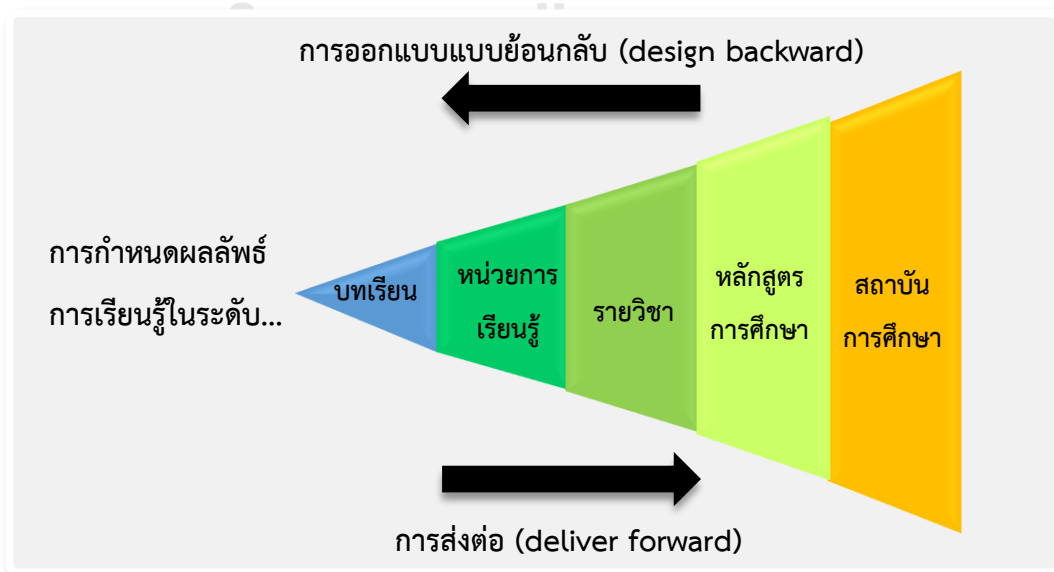 การออกแบบแบบย้อนกลับ (design backward)
การกำหนดผลลัพธ์
การเรียนรู้ในระดับ...
บทเรียน
หน่วยการ
เรียนรู้
รายวิชา
หลักสูตร
การศึกษา
สถาบัน
การศึกษา
การส่งต่อ (deliver forward)